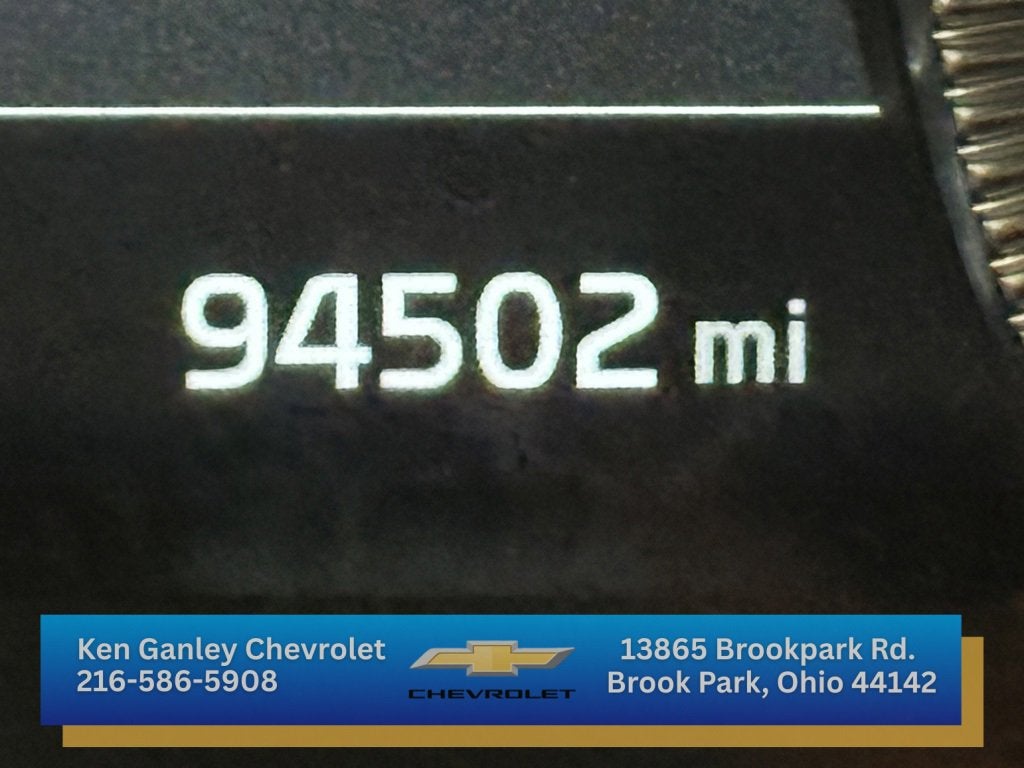 94502 mi
Ken Ganley Chevrolet
216-586-5908
CHEVROLET
13865 Brookpark Rd.
Brook Park, Ohio 44142